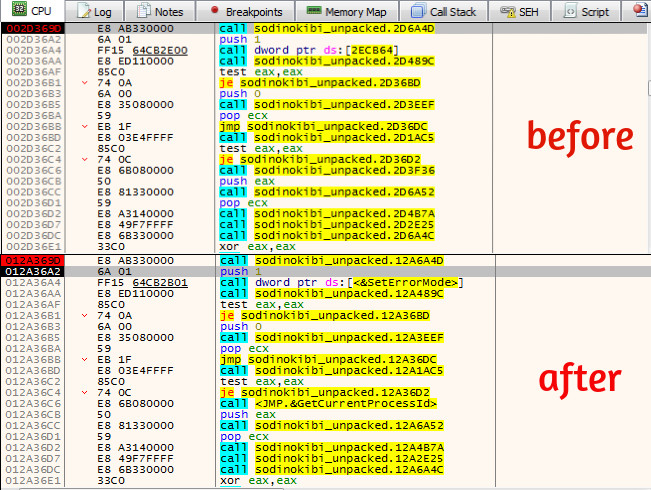 CPU Log Notes Breakpoints Memory Map Call Stack SEH Script
002D369D E8 AB330000 call sodinokibi_unpacked.2D6A4D
002D36A2 6A 01 push 1
002D36A4 FF15 64CB2E00 call dword ptr ds:[2ECB64]
002D36AA E8 ED110000 call sodinokibi_unpacked.2D489C
002D36AF 85C0 test eax,eax
002D36B1 74 0A je sodinokibi_unpacked.2D36BD
002D36B3 6A 00 push 0
002D36B5 E8 35080000 call sodinokibi_unpacked.2D3EEF
002D36BA 59 pop ecx
002D36BB EB 1F jmp sodinokibi_unpacked.2D36DC
002D36BD E8 03E4FFFF call sodinokibi_unpacked.2D1AC5
002D36C2 85C0 test eax,eax
002D36C4 74 0C je sodinokibi_unpacked.2D36D2
002D36C6 E8 6B080000 call sodinokibi_unpacked.2D3F36
002D36CB 50 push eax
002D36CC E8 81330000 call sodinokibi_unpacked.2D6A52
002D36D1 59 pop ecx
002D36D2 E8 A3140000 call sodinokibi_unpacked.2D4B7A
002D36D7 E8 49F7FFFF call sodinokibi_unpacked.2D2E25
002D36DC E8 6B330000 call sodinokibi_unpacked.2D6A4C
002D36E1 33C0 xor eax,eax
before
012A369D E8 AB330000 call sodinokibi_unpacked.12A6A4D
012A36A2 6A 01 push 1
012A36A4 FF15 64CB2B01 call dword ptr ds:[<&SetErrorMode>]
012A36AA E8 ED110000 call sodinokibi_unpacked.12A489C
012A36AF 85C0 test eax,eax
012A36B1 74 0A je sodinokibi_unpacked.12A36BD
012A36B3 6A 00 push 0
012A36B5 E8 35080000 call sodinokibi_unpacked.12A3EEF
012A36BA 59 pop ecx
012A36BB EB 1F jmp sodinokibi_unpacked.12A36DC
012A36BD E8 03E4FFFF call sodinokibi_unpacked.12A1AC5
012A36C2 85C0 test eax,eax
012A36C4 74 0C je sodinokibi_unpacked.12A36D2
012A36C6 E8 6B080000 call <JMP.&GetCurrentProcessId>
012A36CB 50 push eax
012A36CC E8 81330000 call sodinokibi_unpacked.12A6A52
012A36D1 59 pop ecx
012A36D2 E8 A3140000 call sodinokibi_unpacked.12A4B7A
012A36D7 E8 49F7FFFF call sodinokibi_unpacked.12A2E25
012A36DC E8 6B330000 call sodinokibi_unpacked.12A6A4C
012A36E1 33C0 xor eax,eax
after